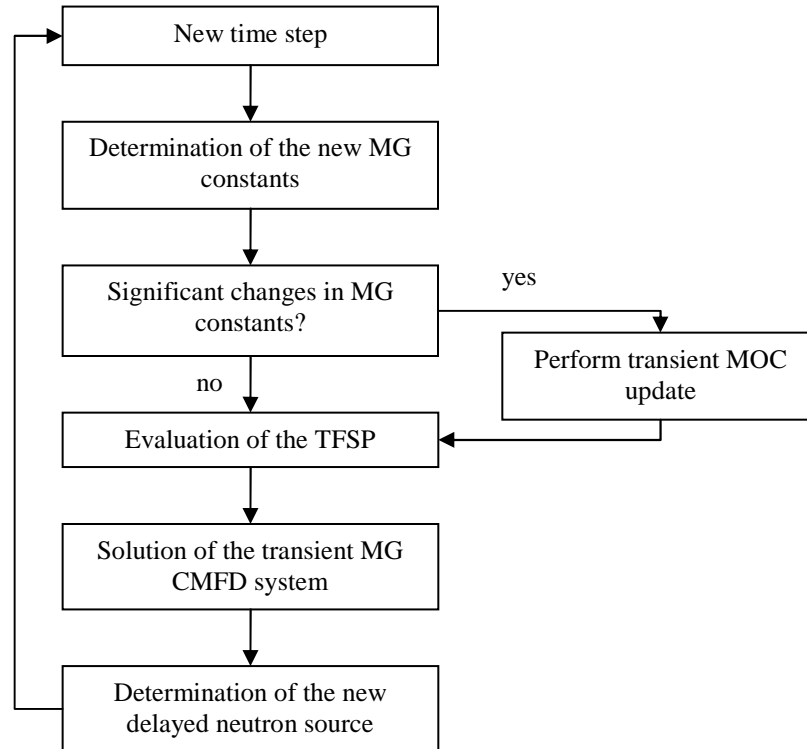 New time step
Determination of the new MG
constants
Significant changes in MG
constants?
yes
Perform transient MOC
update
no
Evaluation of the TFSP
Solution of the transient MG
CMFD system
Determination of the new
delayed neutron source